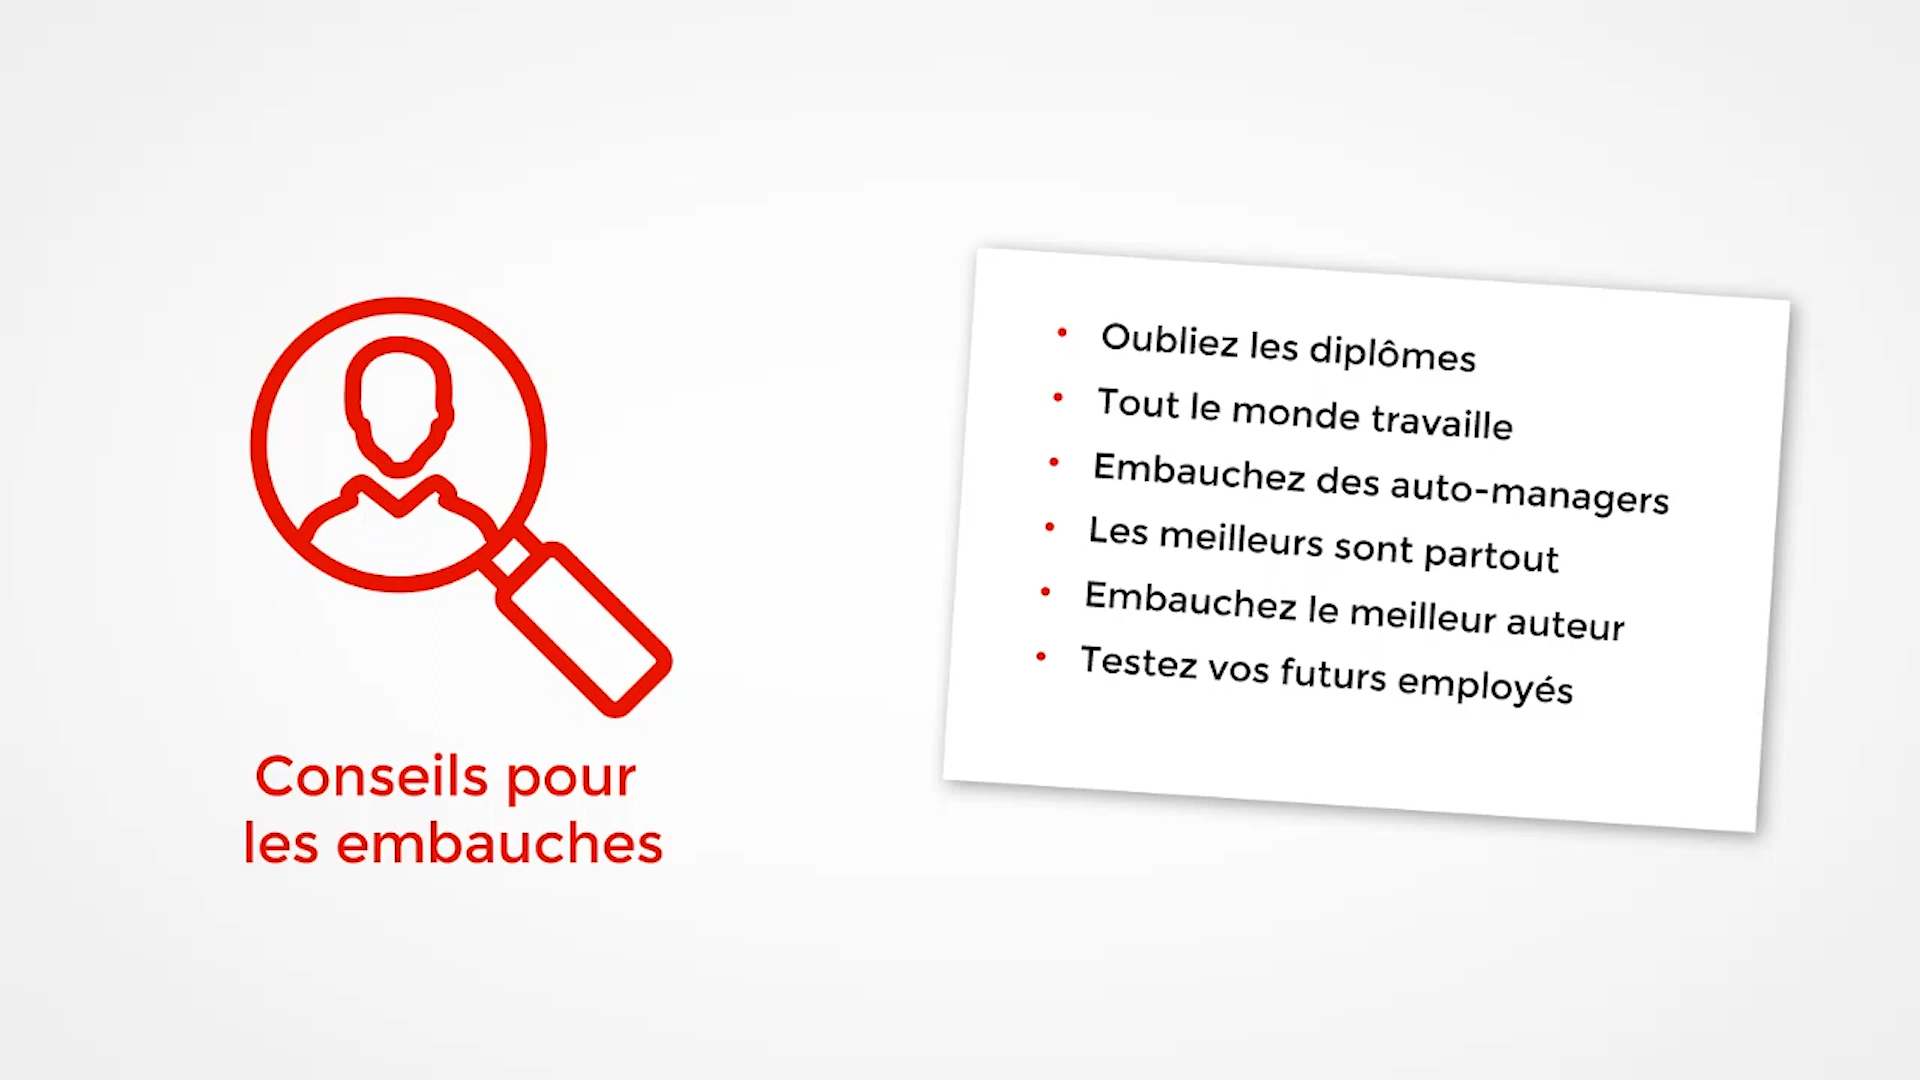 Conseils pour
les embauches
Oubliez les diplômes
Tout le monde travaille
Embauchez des auto-managers
Les meilleurs sont partout
Embauchez le meilleur auteur
Testez vos futurs employés